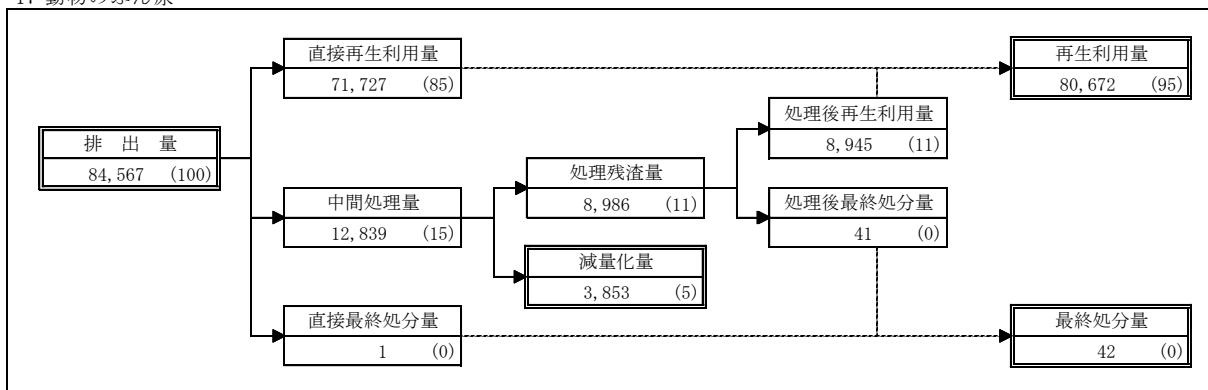 直接再生利用量
71,727 (85)
再生利用量
80,672 (95)
処理後再生利用量
8,945 (11)
排 出 量
84,567 (100)
処理残渣量
8,986 (11)
中間処理量
12,839 (15)
処理後最終処分量
41 (0)
減量化量
3,853 (5)
直接最終処分量
1 (0)
最終処分量
42 (0)